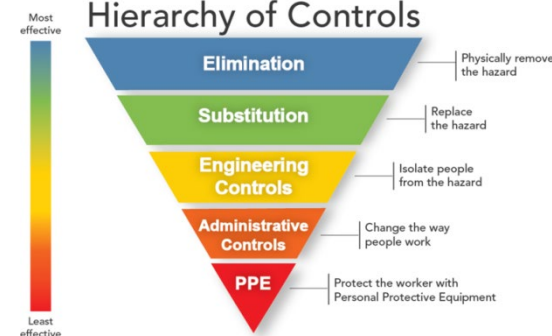 Hierarchy of Controls
Most
effective
Elimination
Physically remove
the hazard
Substitution
Replace
the hazard
Engineering
Controls
Isolate people
from the hazard
Administrative
Controls
Change the way
people work
PPE
Protect the worker with
Personal Protective Equipment
Least
effective